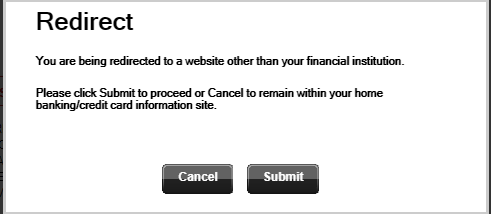 Redirect
You are being redirected to a website other than your financial institution.
Please click Submit to proceed or Cancel to remain within your home
banking/credit card information site.
Cancel Submit